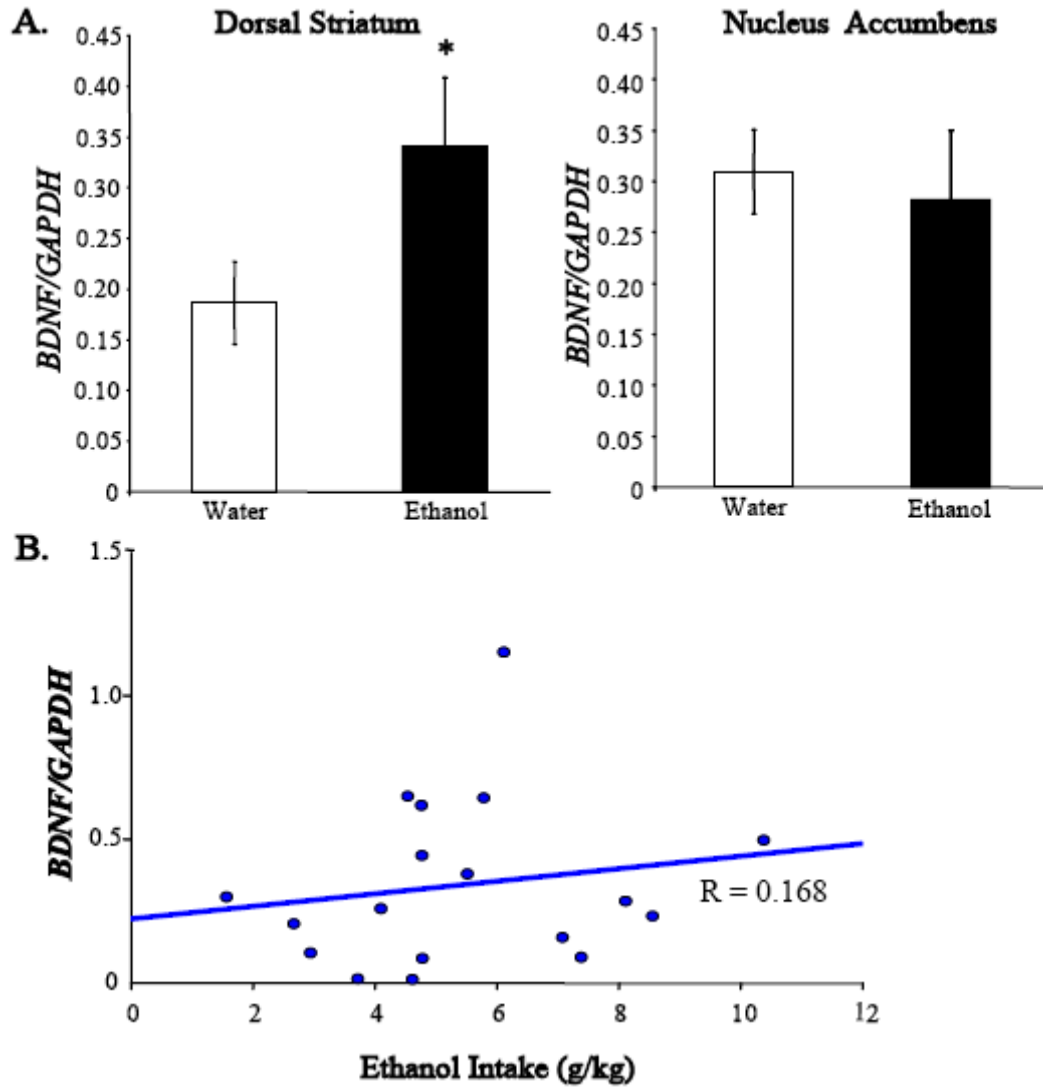 A.
Dorsal Striatum
Nucleus Accumbens
*
BDNF/GAPDH
0.45
0.40
0.35
0.30
0.25
0.20
0.15
0.10
0.05
0
Water Ethanol
BDNF/GAPDH
0.45
0.40
0.35
0.30
0.25
0.20
0.15
0.10
0.05
0
Water Ethanol
B.
BDNF/GAPDH
1.5
1.0
0.5
0
R = 0.168
0 2 4 6 8 10 12
Ethanol Intake (g/kg)